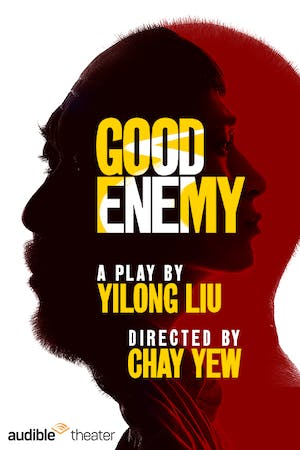 GOOD
ENEMY
A PLAY BY
YILONG LIU
DIRECTED BY
CHAY YEW
audible theater